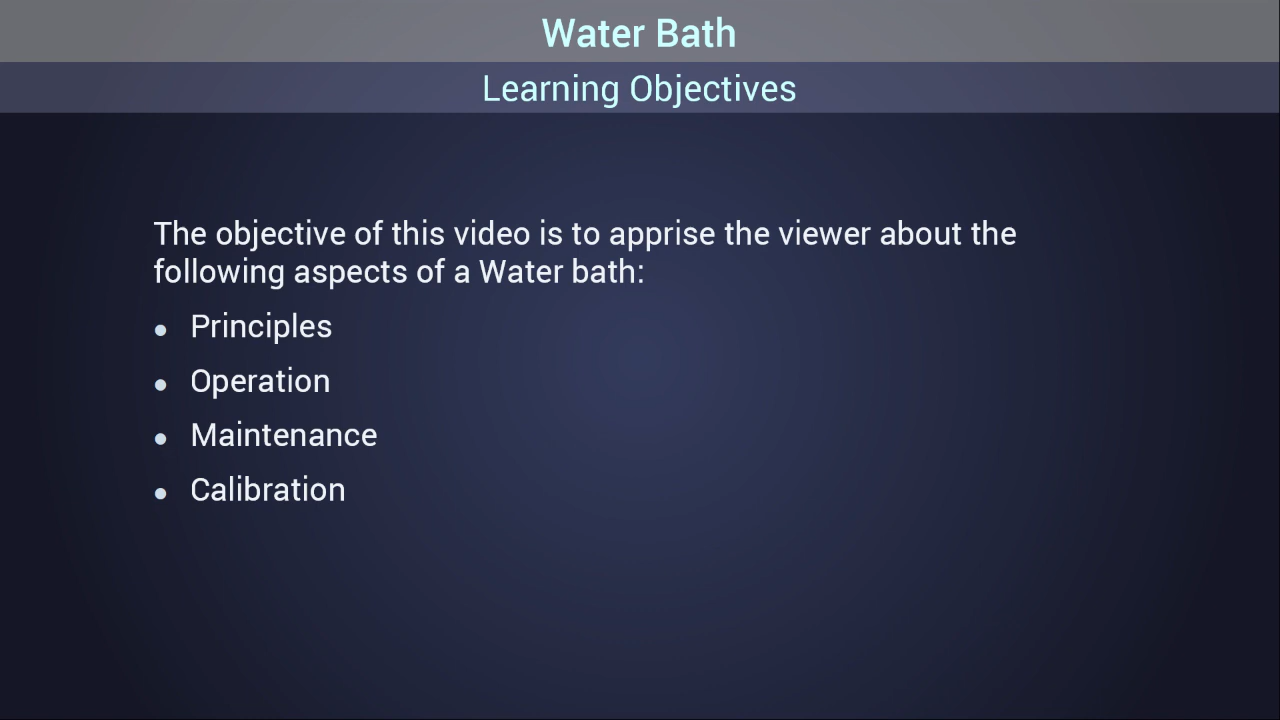 Water Bath
Learning Objectives
The objective of this video is to apprise the viewer about the
following aspects of a Water bath:
• Principles
• Operation
• Maintenance
• Calibration